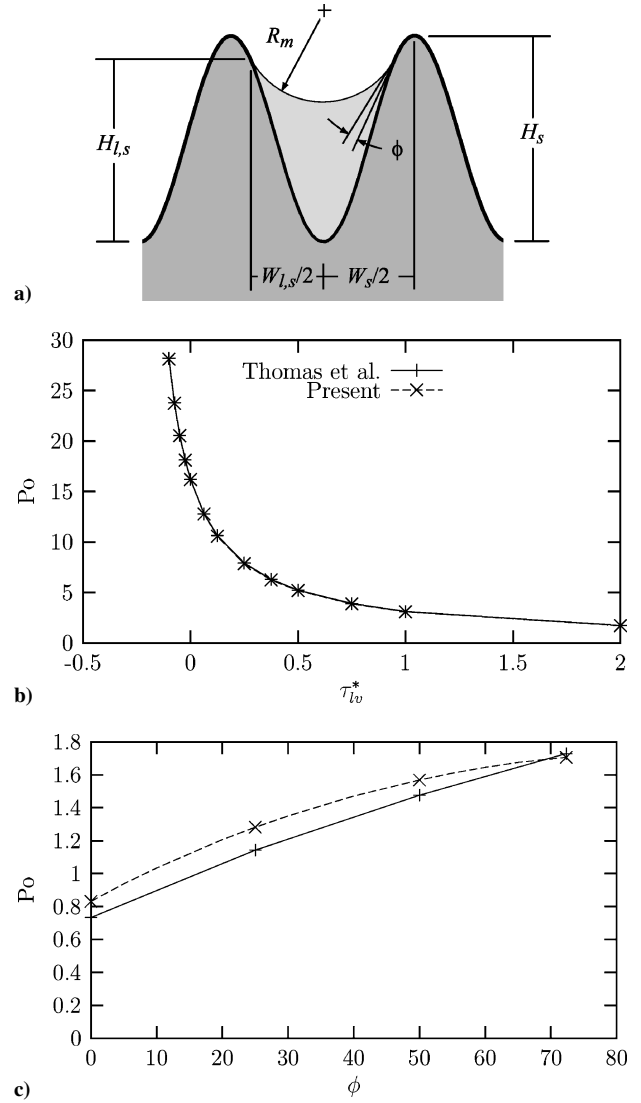 R_m
H_{l,s}
H_s
ϕ
W_{l,s}/2
W_s/2
a)
30
25
20
15
10
5
0
Po
Thomas et al.
Present
-0.5
0
0.5
1
1.5
2
τ*_{lv}
b)
1.8
1.6
1.4
1.2
1
0.8
0.6
0.4
0.2
0
Po
0
10
20
30
40
50
60
70
80
ϕ
c)